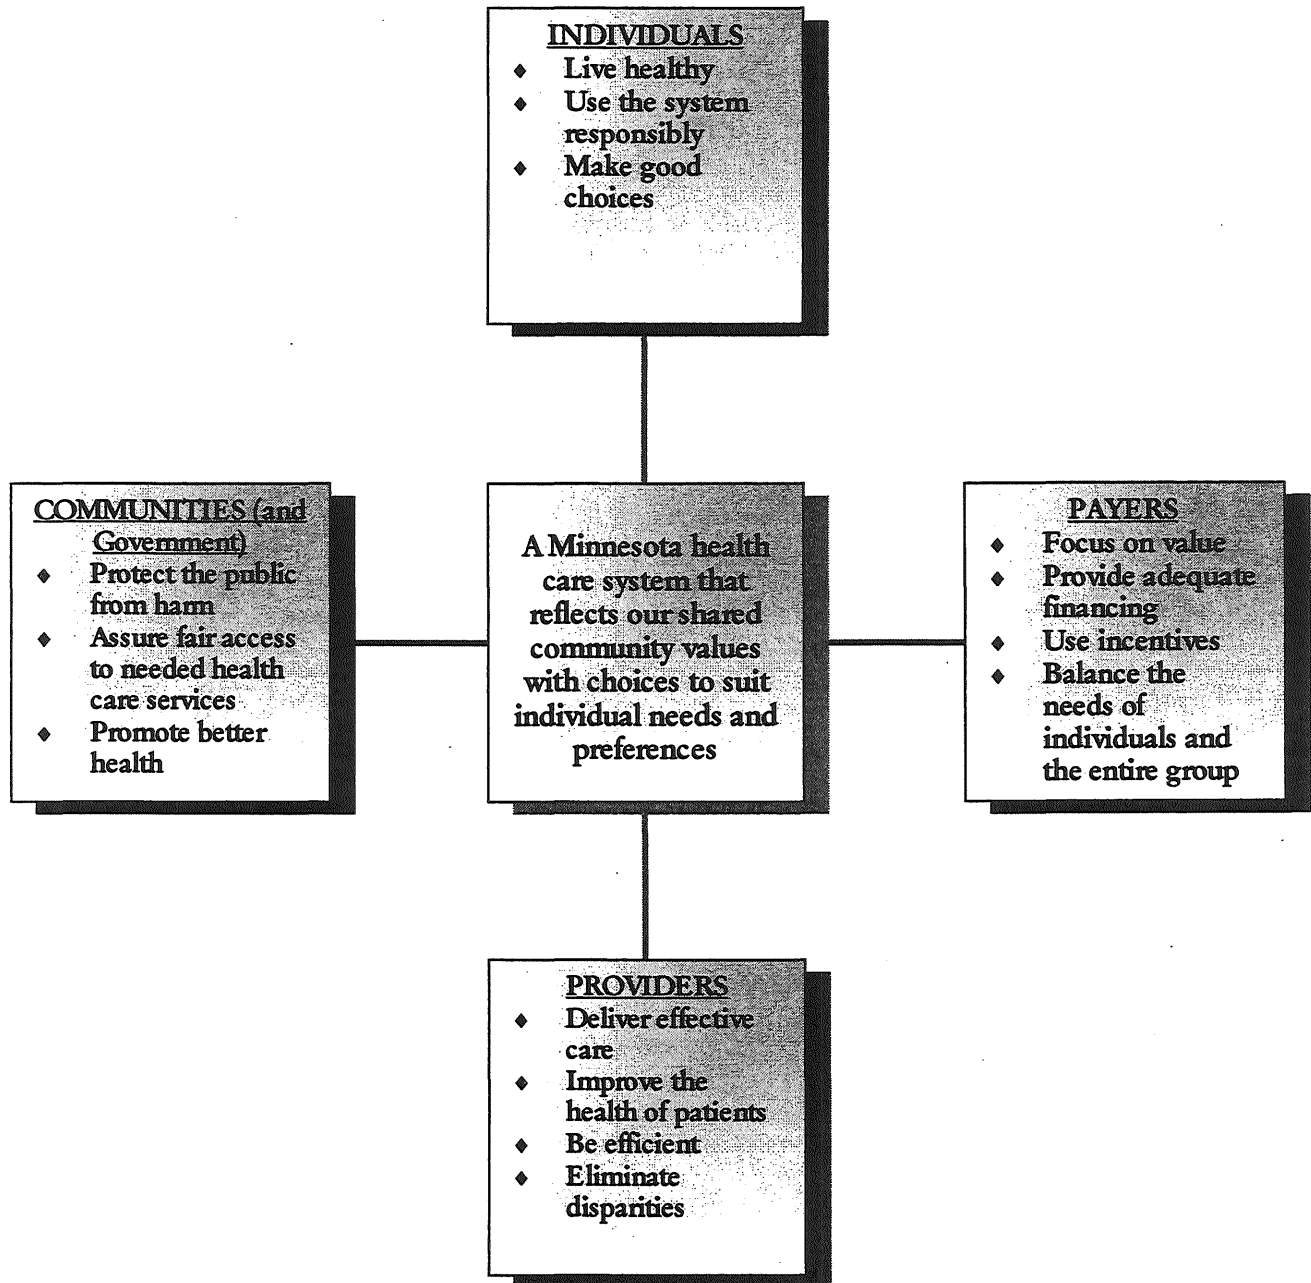 INDIVIDUALS
♦ Live healthy
♦ Use the system
responsibly
♦ Make good
choices
COMMUNITIES (and
Government)
♦ Protect the public
from harm
♦ Assure fair access
to needed health
care services
♦ Promote better
health
A Minnesota health
care system that
reflects our shared
community values
with choices to suit
individual needs and
preferences
PAYERS
♦ Focus on value
♦ Provide adequate
financing
♦ Use incentives
♦ Balance the
needs of
individuals and
the entire group
PROVIDERS
♦ Deliver effective
care
♦ Improve the
health of patients
♦ Be efficient
♦ Eliminate
disparities